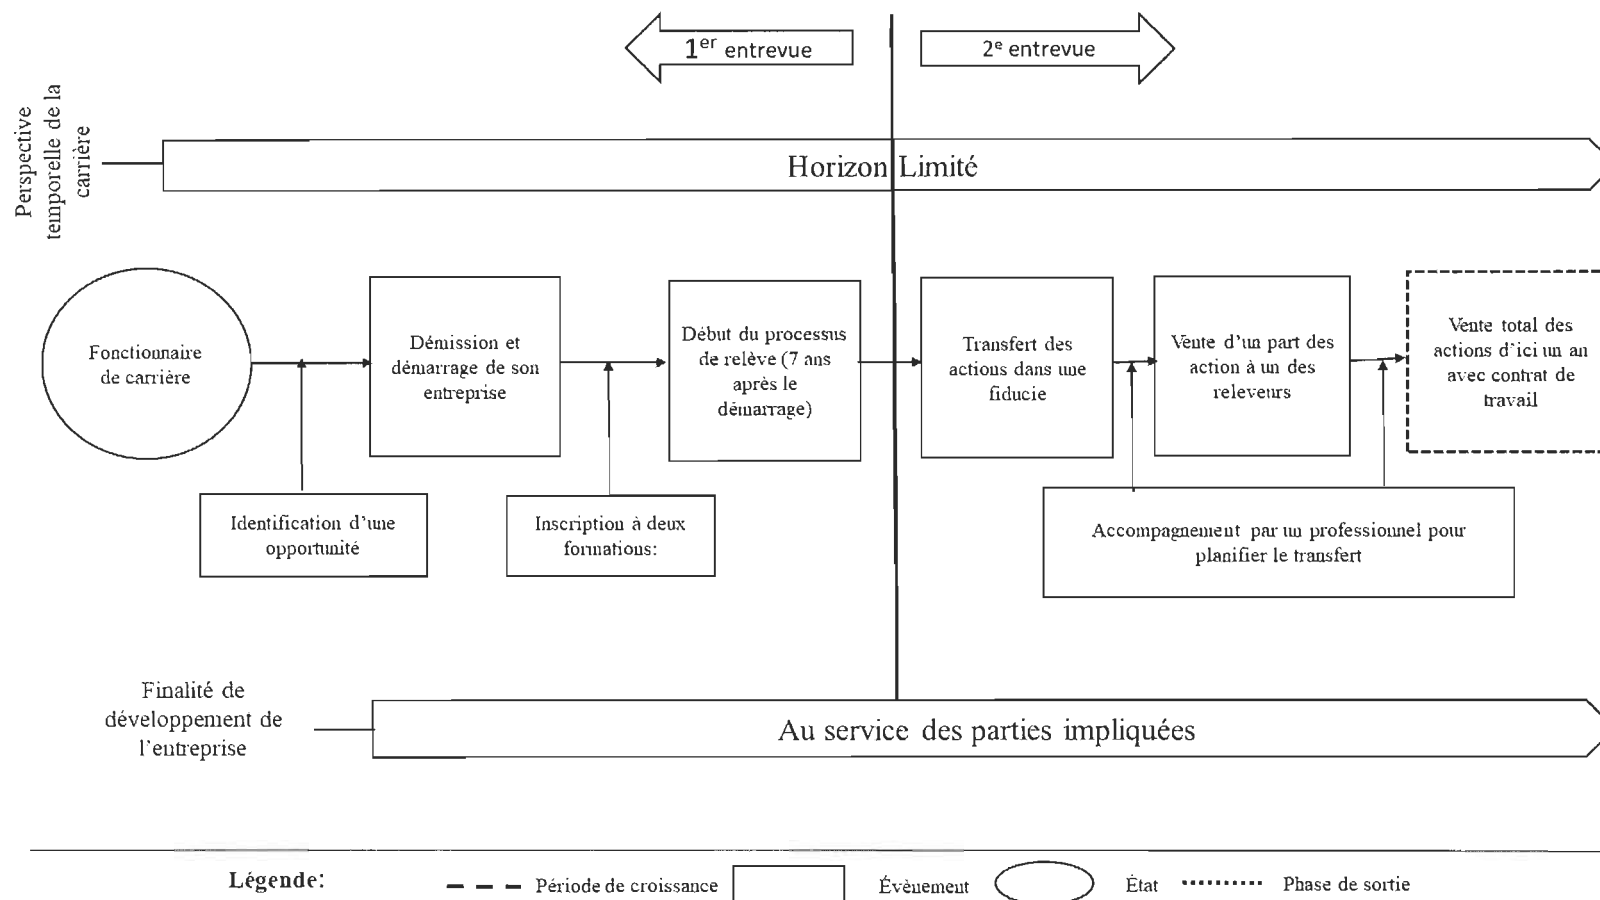 1er entrevue
2e entrevue
Perspective
temporelle de la
carrière
Horizon Limité
Fonctionnaire
de carrière
Démission et
démarrage de son
entreprise
Début du processus
de relève (7 ans
après le
démarrage)
Transfert des
actions dans une
fiducie
Vente d'un part des
action à un des
releveurs
Vente total des
actions d'ici un an
avec contrat de
travail
Identification d'une
opportunité
Inscription à deux
formations:
Accompagnement par un professionnel pour
planifier le transfert
Finalité de
développement de
l'entreprise
Au service des parties impliquées
Légende:
Période de croissance
Évènement
État
Phase de sortie